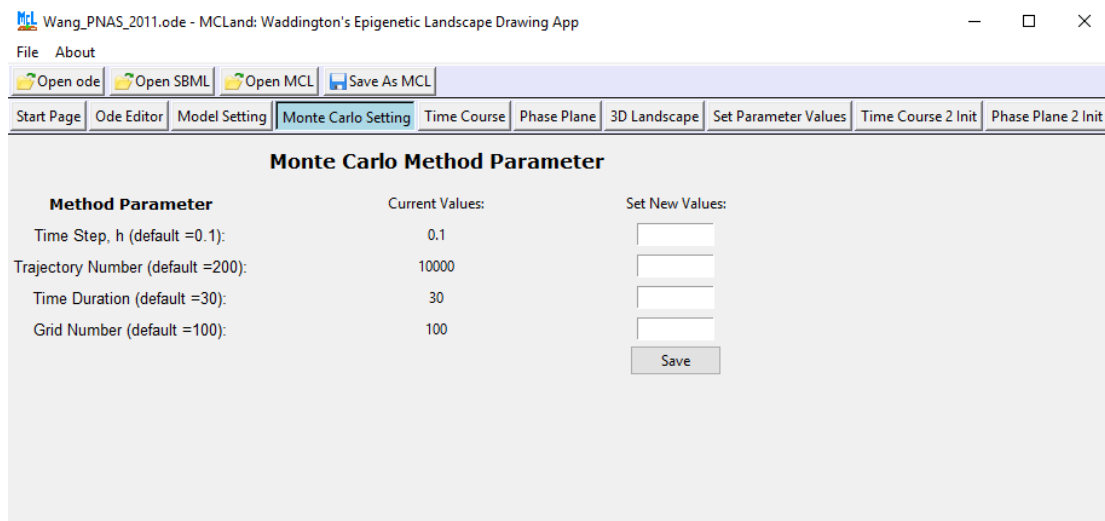 MCL Wang_PNAS_2011.ode - MCLand: Waddington's Epigenetic Landscape Drawing App
File About
Open ode Open SBML Open MCL Save As MCL
Start Page Ode Editor Model Setting Monte Carlo Setting Time Course Phase Plane 3D Landscape Set Parameter Values Time Course 2 Init Phase Plane 2 Init
Monte Carlo Method Parameter
Method Parameter Current Values: Set New Values:
Time Step, h (default =0.1): 0.1
Trajectory Number (default =200): 10000
Time Duration (default =30): 30
Grid Number (default =100): 100
Save